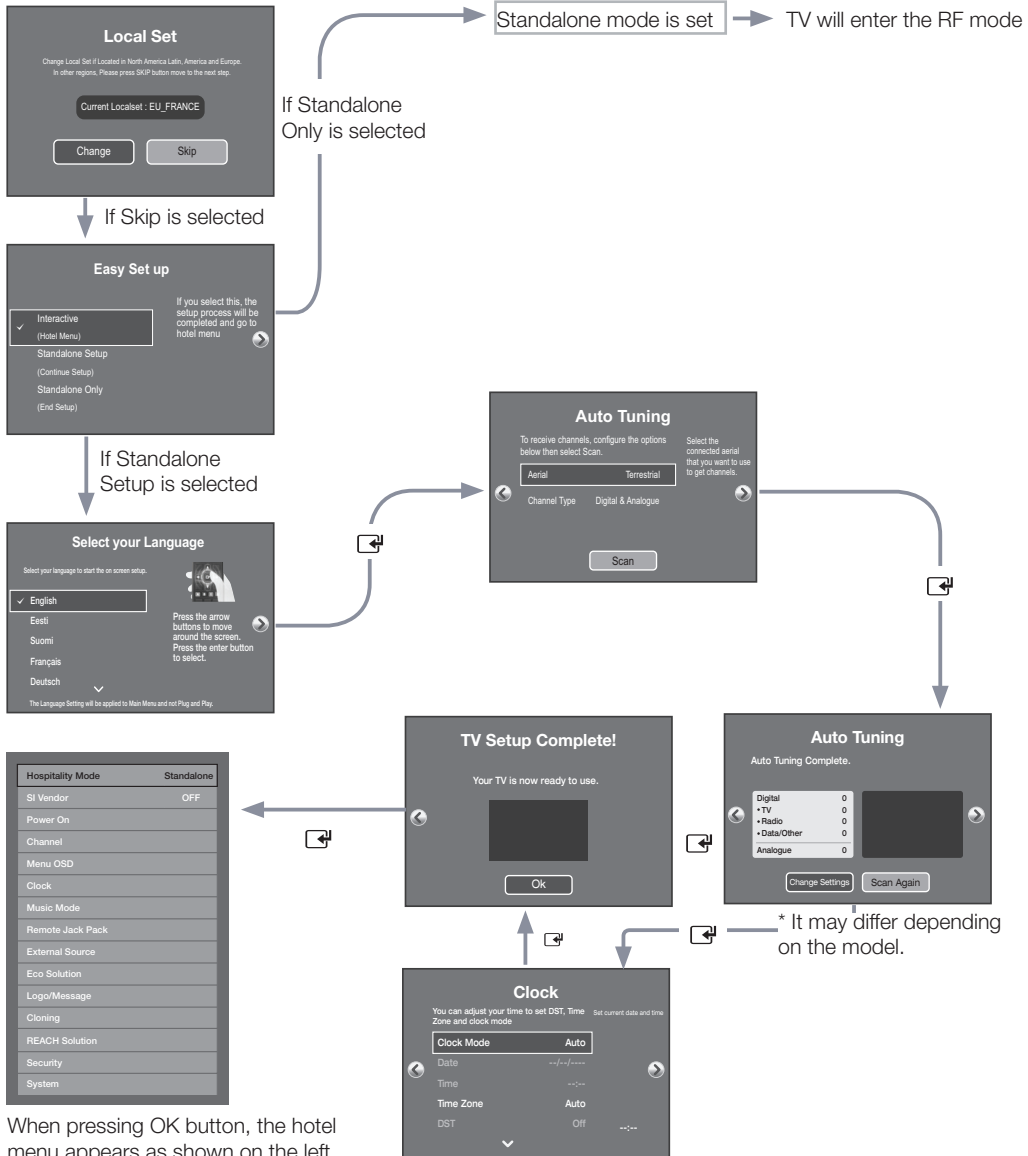 Standalone mode is set
TV will enter the RF mode
Local Set
Change Local Set if Located in North America Latin, America and Europe.
In other regions, Please press SKIP button move to the next step.
Current Localset : EU_FRANCE
Change
Skip
If Standalone
Only is selected
If Skip is selected
Easy Set up
Interactive
(Hotel Menu)
Standalone Setup
(Continue Setup)
Standalone Only
(End Setup)
If you select this, the
setup process will be
completed and go to
hotel menu
If Standalone
Setup is selected
Select your Language
Select your language to start the on screen setup.
English
Eesti
Suomi
Français
Deutsch
Press the arrow
buttons to move
around the screen.
Press the enter button
to select.
The Language Setting will be applied to Main Menu and not Plug and Play.
Auto Tuning
To receive channels, configure the options
below then select Scan.
Aerial Terrestrial
Channel Type Digital & Analogue
Select the
connected aerial
that you want to use
to get channels.
Scan
Auto Tuning
Auto Tuning Complete.
Digital 0
• TV 0
• Radio 0
• Data/Other 0
Analogue 0
Change Settings
Scan Again
* It may differ depending
on the model.
Clock
You can adjust your time to set DST, Time
Zone and clock mode
Set current date and time
Clock Mode Auto
Date --/--/----
Time --:--
Time Zone Auto
DST Off
--:--
TV Setup Complete!
Your TV is now ready to use.
Ok
Hospitality Mode Standalone
SI Vendor OFF
Power On
Channel
Menu OSD
Clock
Music Mode
Remote Jack Pack
External Source
Eco Solution
Logo/Message
Cloning
REACH Solution
Security
System
When pressing OK button, the hotel
menu appears as shown on the left